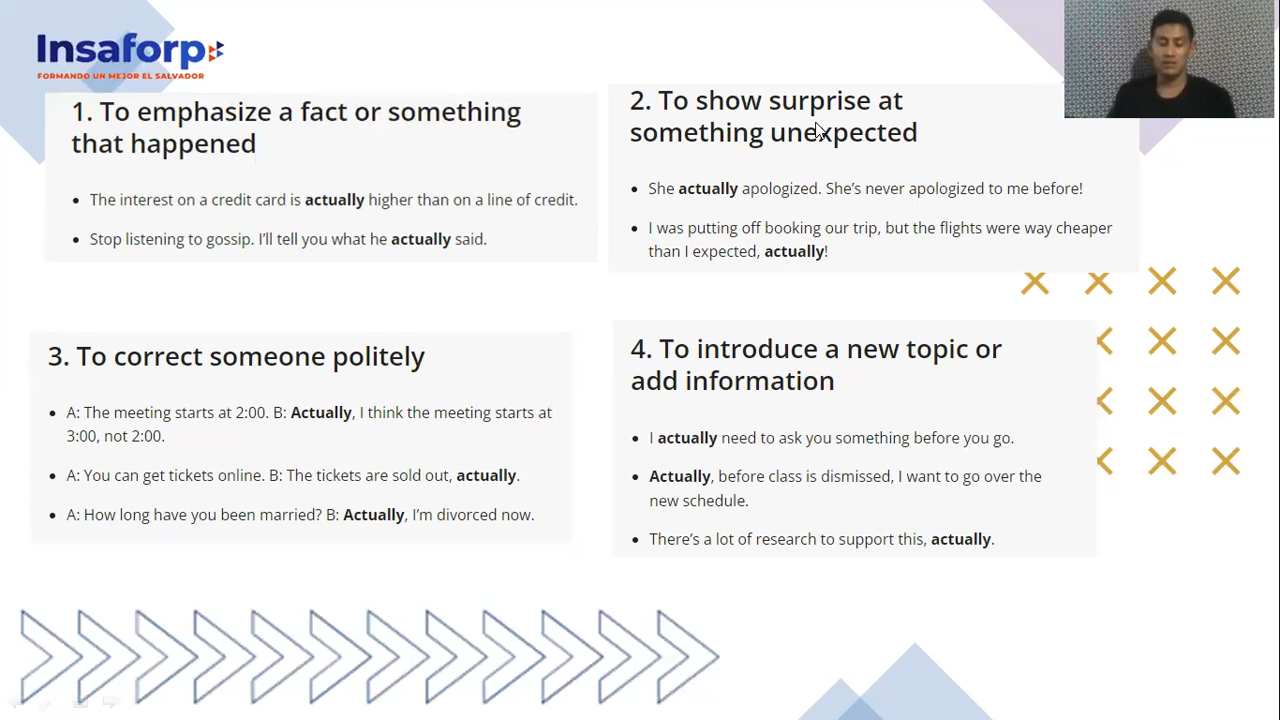 Insaforp
FORMANDO UN MEJOR EL SALVADOR
1. To emphasize a fact or something
that happened
The interest on a credit card is actually higher than on a line of credit.
Stop listening to gossip. I’ll tell you what he actually said.
2. To show surprise at
something unexpected
She actually apologized. She’s never apologized to me before!
I was putting off booking our trip, but the flights were way cheaper
than I expected, actually!
3. To correct someone politely
A: The meeting starts at 2:00. B: Actually, I think the meeting starts at
3:00, not 2:00.
A: You can get tickets online. B: The tickets are sold out, actually.
A: How long have you been married? B: Actually, I’m divorced now.
4. To introduce a new topic or
add information
I actually need to ask you something before you go.
Actually, before class is dismissed, I want to go over the
new schedule.
There’s a lot of research to support this, actually.